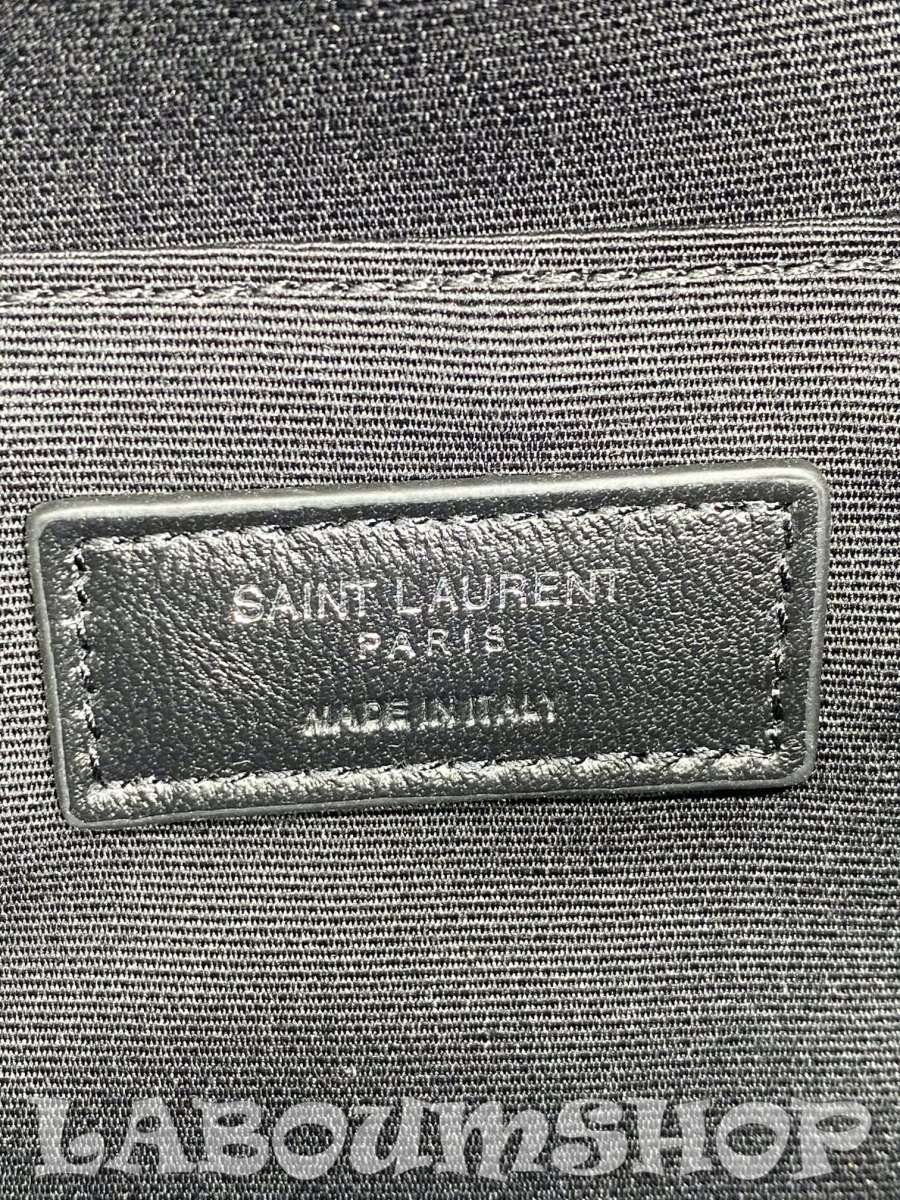 SAINT LAURENT
PARIS
MADE IN ITALY
LABOUMSHOP